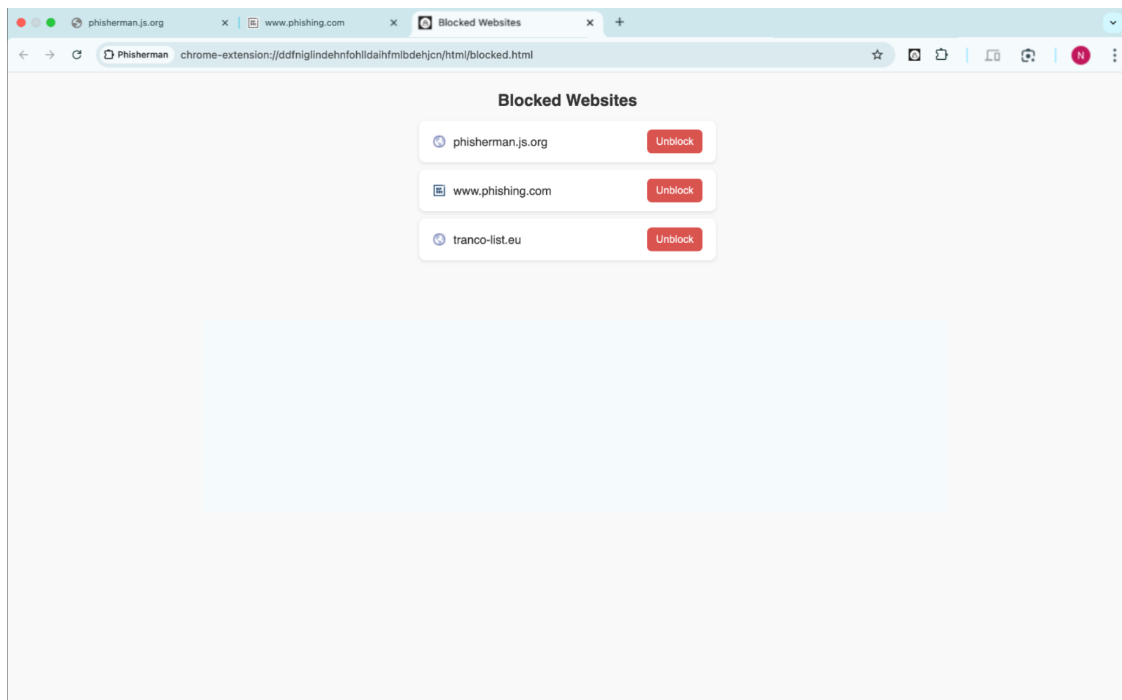 phisherman.js.org
www.phishing.com
Blocked Websites
Phisherman chrome-extension://ddfniglindehnfohlldaihfmlbdehjcn/html/blocked.html
N
Blocked Websites
phisherman.js.org Unblock
www.phishing.com Unblock
tranco-list.eu Unblock